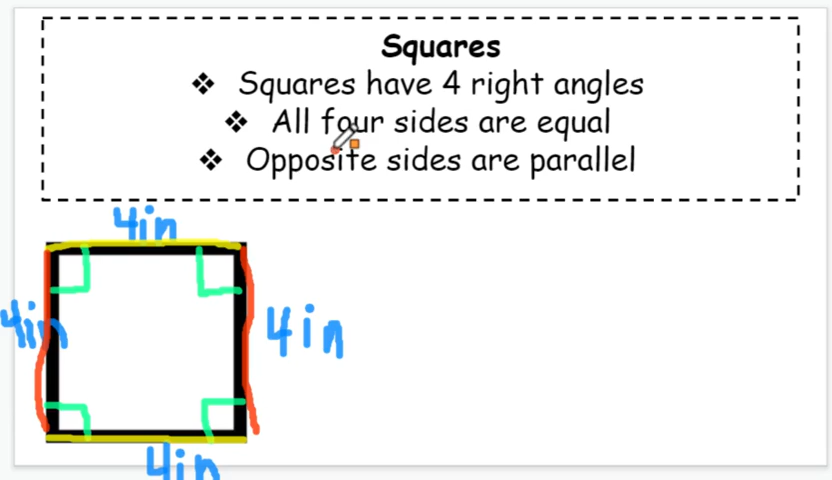 Squares
❖ Squares have 4 right angles
❖ All four sides are equal
❖ Opposite sides are parallel
4in
4in
4in
4in